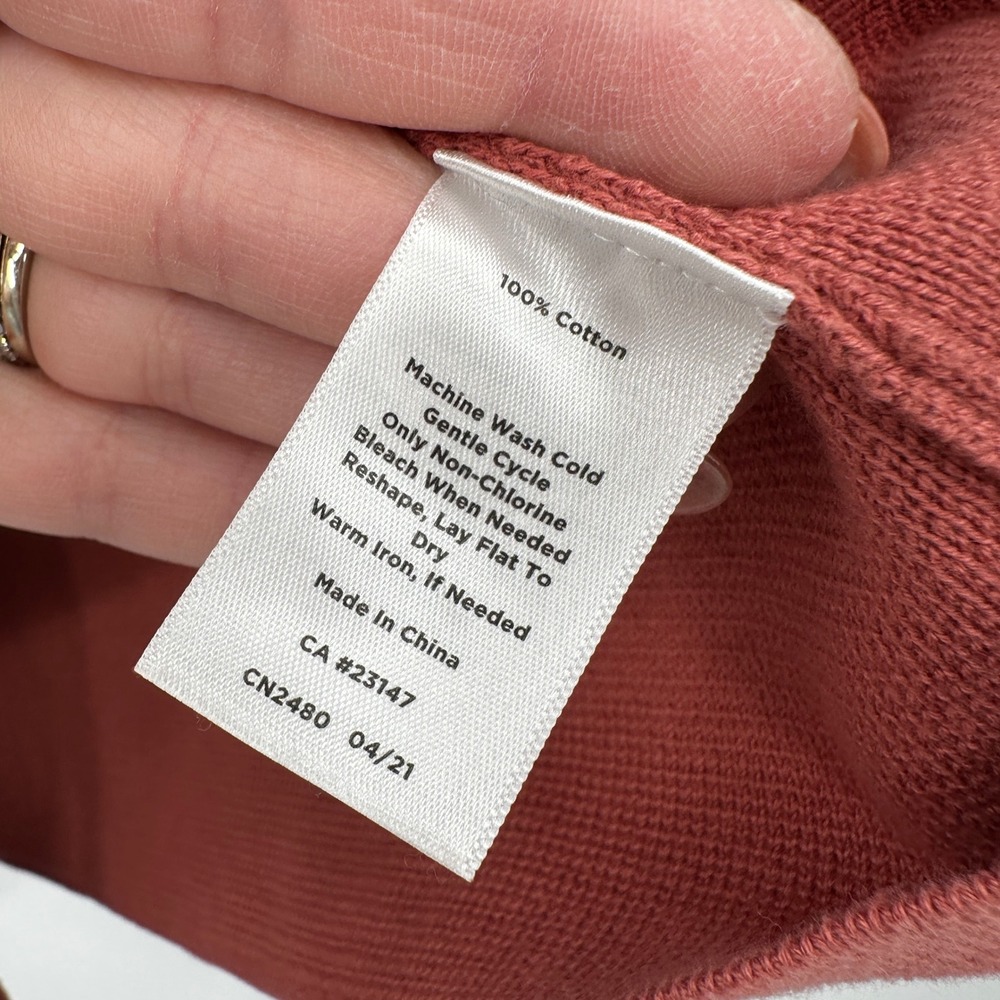 100% Cotton
Machine Wash Cold
Gentle Cycle
Only Non-Chlorine
Bleach When Needed
Reshape, Lay Flat To
Dry
Warm Iron, If Needed
Made In China
CA #23147
CN2480 04/21